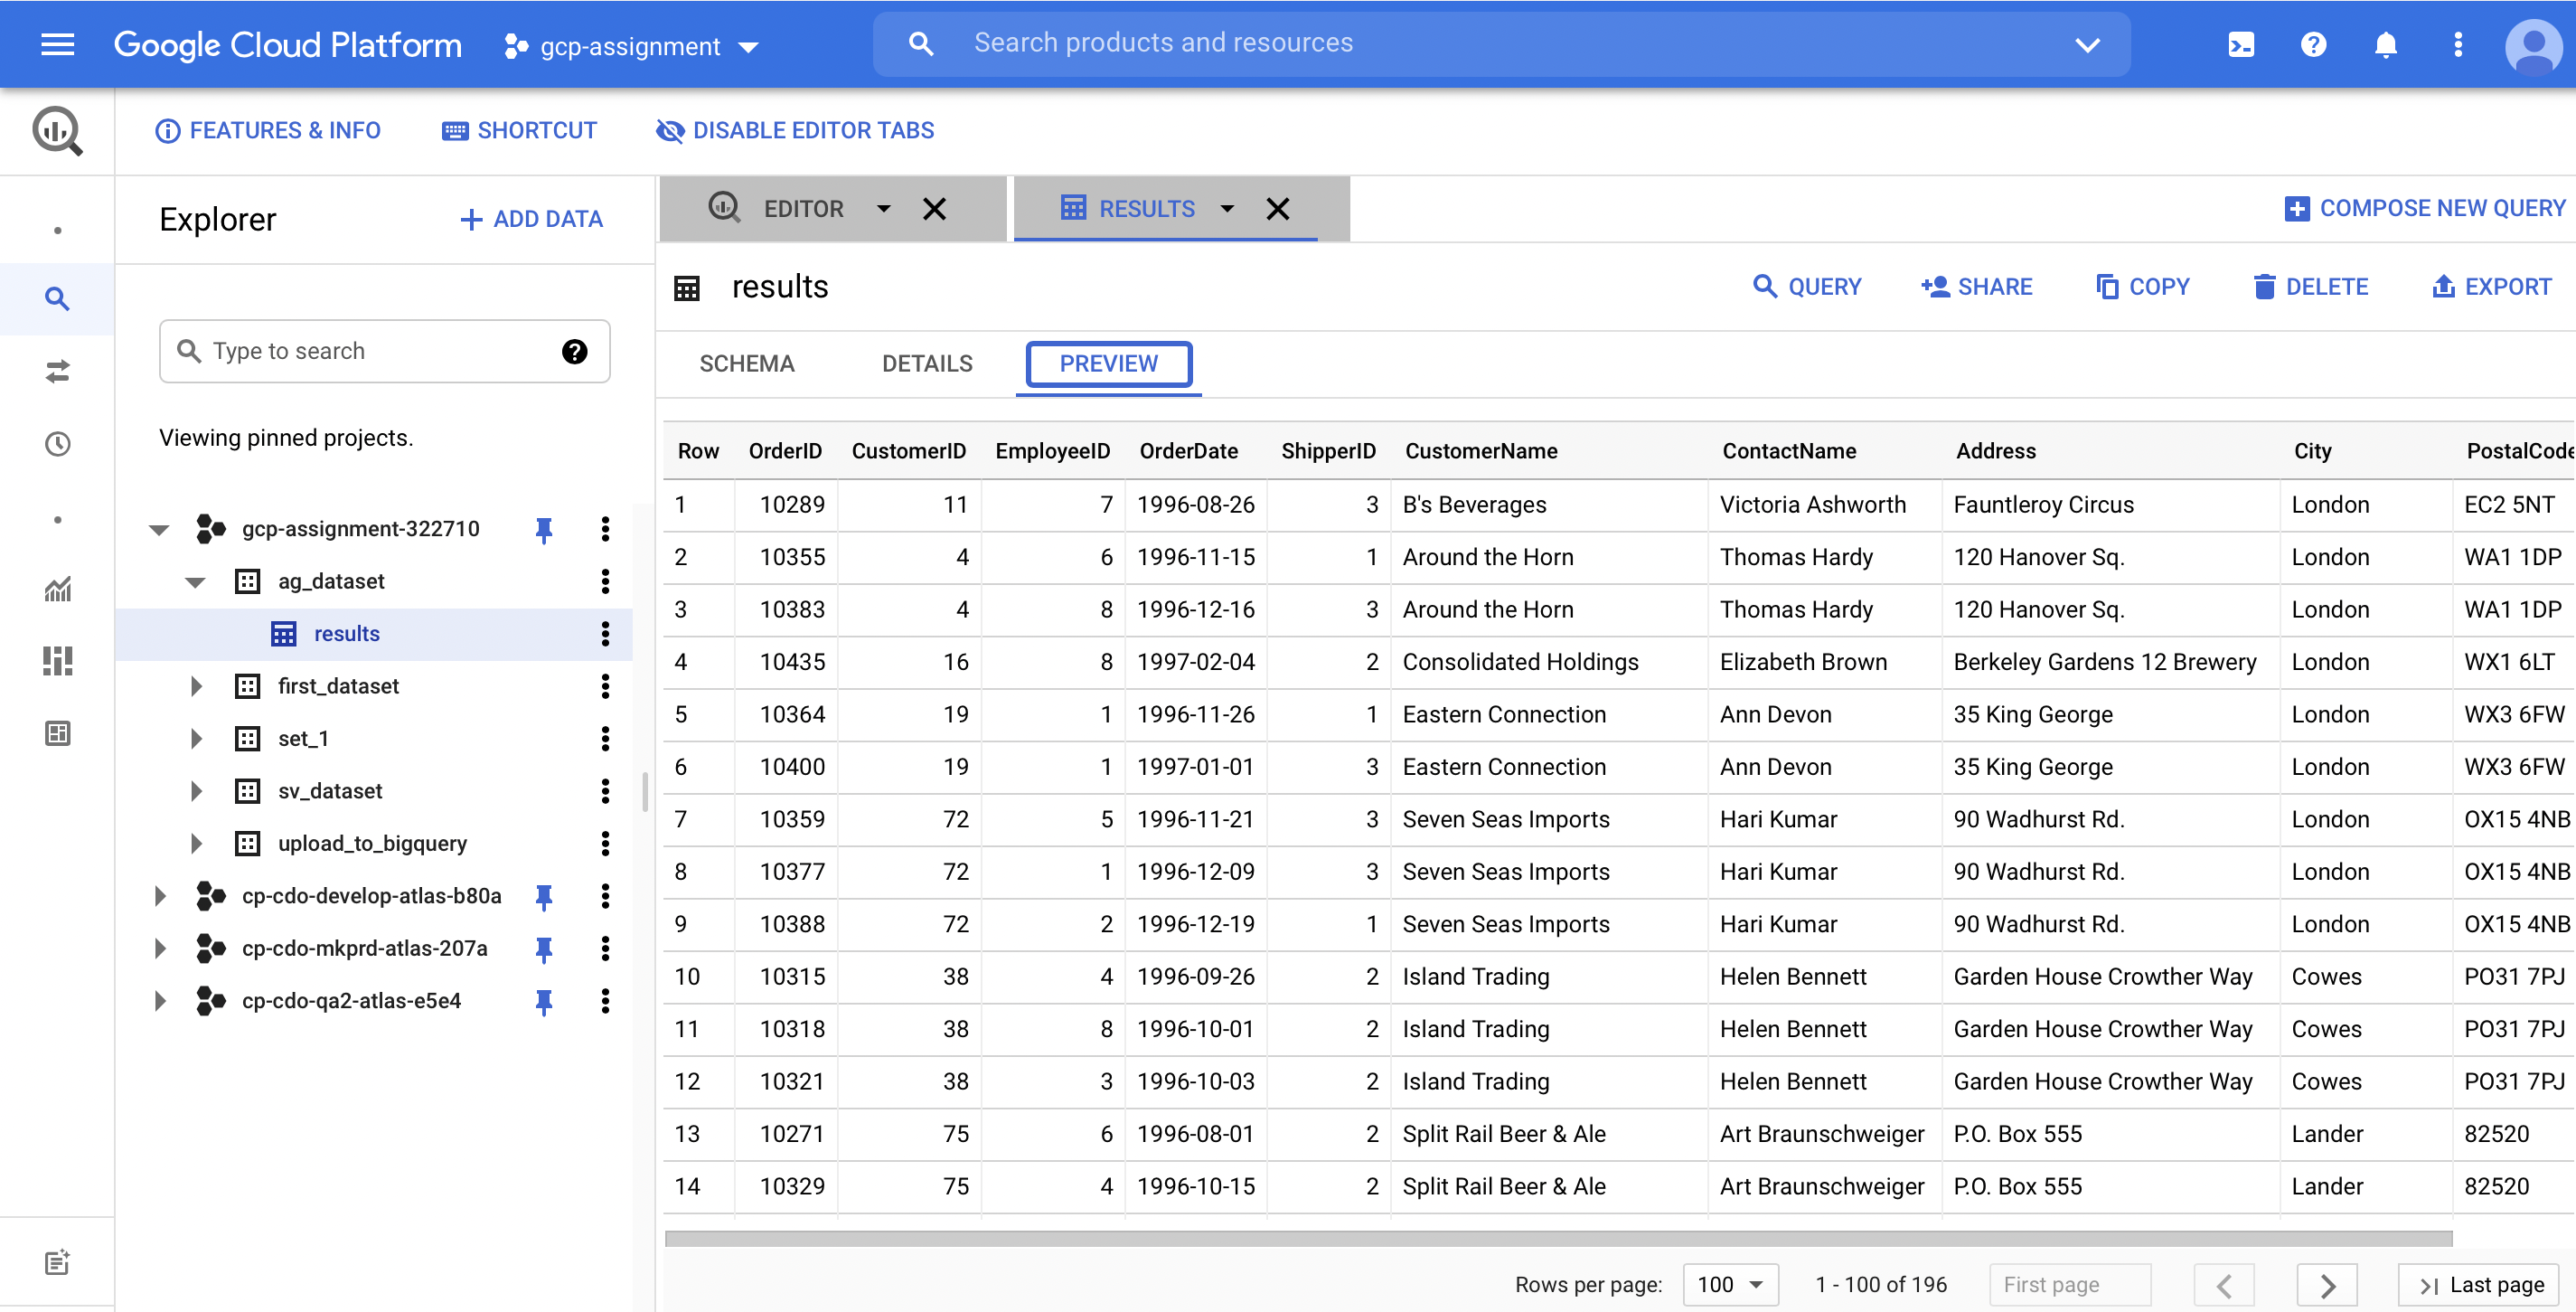 Google Cloud Platform gcp-assignment Search products and resources
FEATURES & INFO SHORTCUT DISABLE EDITOR TABS
Explorer + ADD DATA
Type to search
Viewing pinned projects.
gcp-assignment-322710
ag_dataset
results
first_dataset
set_1
sv_dataset
upload_to_bigquery
cp-cdo-develop-atlas-b80a
cp-cdo-mkprd-atlas-207a
cp-cdo-qa2-atlas-e5e4
EDITOR RESULTS COMPOSE NEW QUERY
results QUERY SHARE COPY DELETE EXPORT
SCHEMA DETAILS PREVIEW
Row OrderID CustomerID EmployeeID OrderDate ShipperID CustomerName ContactName Address City PostalCode
1 10289 11 7 1996-08-26 3 B's Beverages Victoria Ashworth Fauntleroy Circus London EC2 5NT
2 10355 4 6 1996-11-15 1 Around the Horn Thomas Hardy 120 Hanover Sq. London WA1 1DP
3 10383 4 8 1996-12-16 3 Around the Horn Thomas Hardy 120 Hanover Sq. London WA1 1DP
4 10435 16 8 1997-02-04 2 Consolidated Holdings Elizabeth Brown Berkeley Gardens 12 Brewery London WX1 6LT
5 10364 19 1 1996-11-26 1 Eastern Connection Ann Devon 35 King George London WX3 6FW
6 10400 19 1 1997-01-01 3 Eastern Connection Ann Devon 35 King George London WX3 6FW
7 10359 72 5 1996-11-21 3 Seven Seas Imports Hari Kumar 90 Wadhurst Rd. London OX15 4NB
8 10377 72 1 1996-12-09 3 Seven Seas Imports Hari Kumar 90 Wadhurst Rd. London OX15 4NB
9 10388 72 2 1996-12-19 1 Seven Seas Imports Hari Kumar 90 Wadhurst Rd. London OX15 4NB
10 10315 38 4 1996-09-26 2 Island Trading Helen Bennett Garden House Crowther Way Cowes PO31 7PJ
11 10318 38 8 1996-10-01 2 Island Trading Helen Bennett Garden House Crowther Way Cowes PO31 7PJ
12 10321 38 3 1996-10-03 2 Island Trading Helen Bennett Garden House Crowther Way Cowes PO31 7PJ
13 10271 75 6 1996-08-01 2 Split Rail Beer & Ale Art Braunschweiger P.O. Box 555 Lander 82520
14 10329 75 4 1996-10-15 2 Split Rail Beer & Ale Art Braunschweiger P.O. Box 555 Lander 82520
Rows per page: 100 1 - 100 of 196 First page Last page